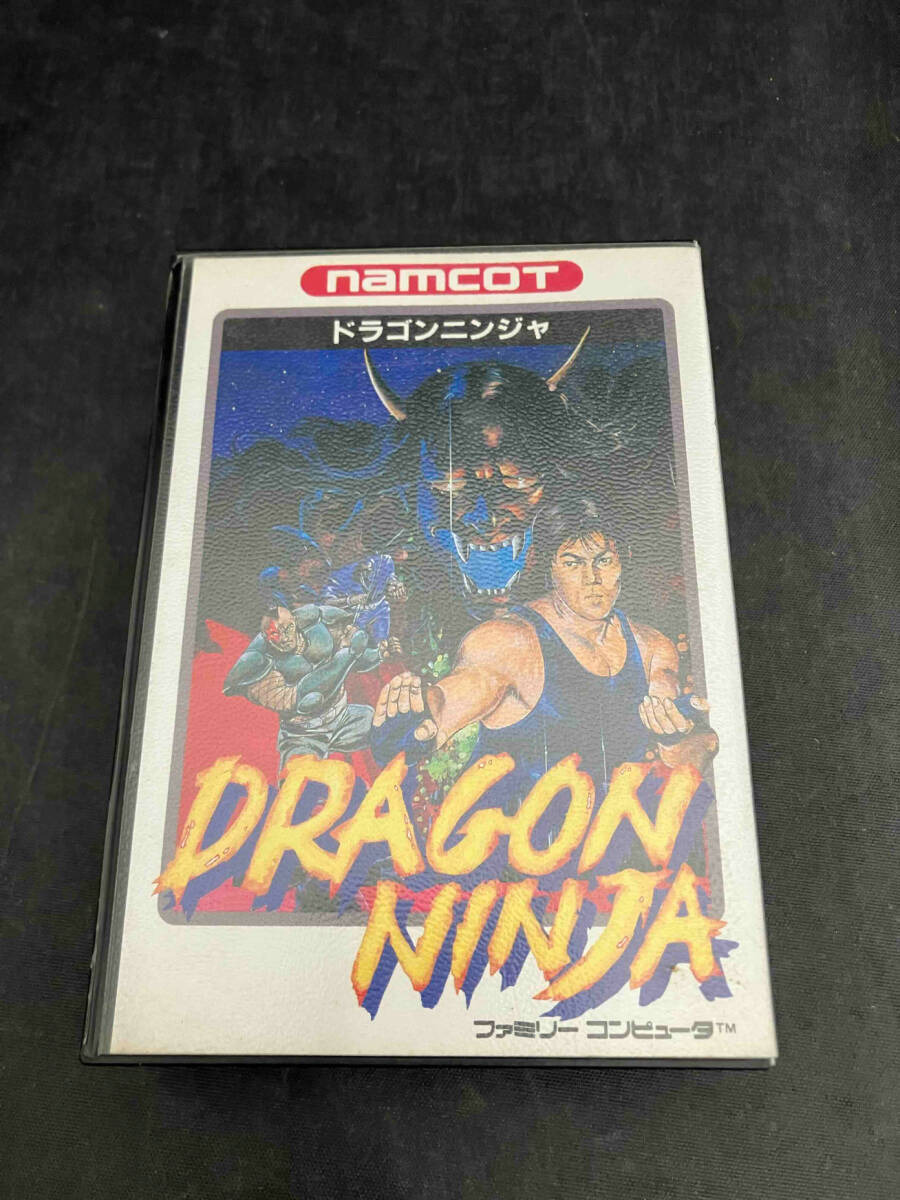 namcot
ドラゴンニンジャ
DRAGON
NINJA
ファミリー コンピュータ™